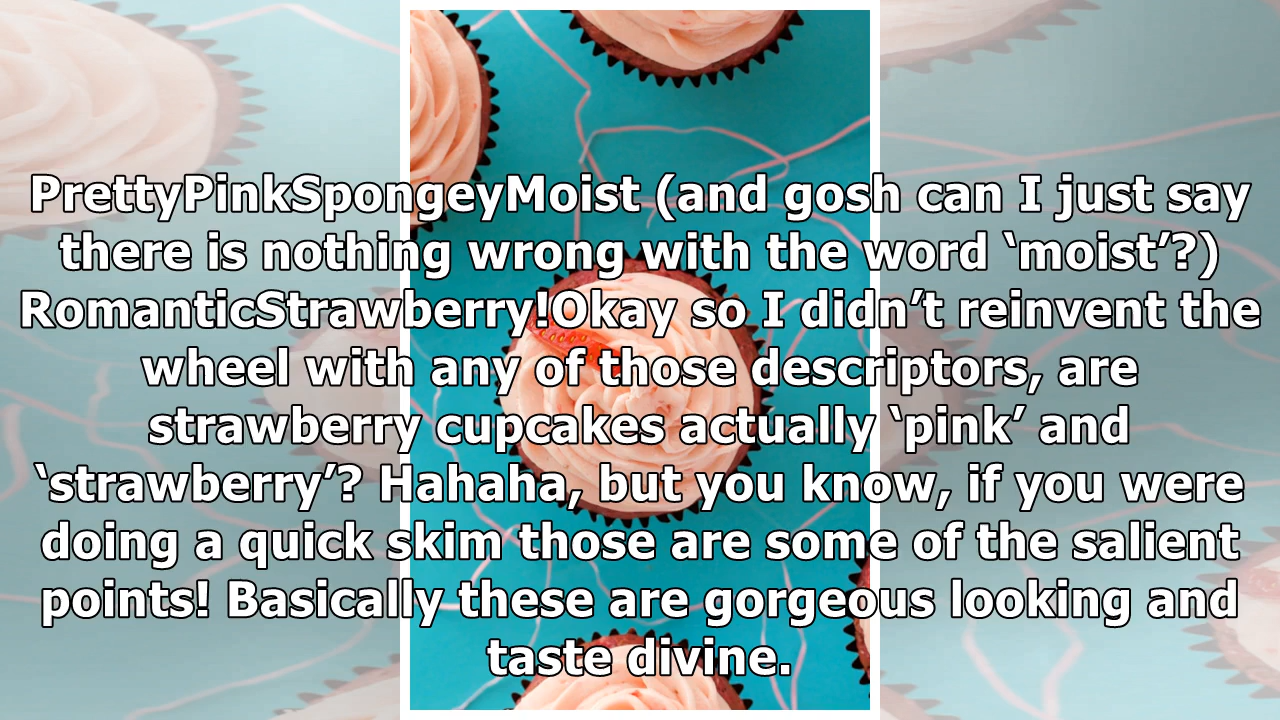 PrettyPinkSpongeyMoist (and gosh can I just say
there is nothing wrong with the word ‘moist’?)
RomanticStrawberry!Okay so I didn’t reinvent the
wheel with any of those descriptors, are
strawberry cupcakes actually ‘pink’ and
‘strawberry’? Hahaha, but you know, if you were
doing a quick skim those are some of the salient
points! Basically these are gorgeous looking and
taste divine.